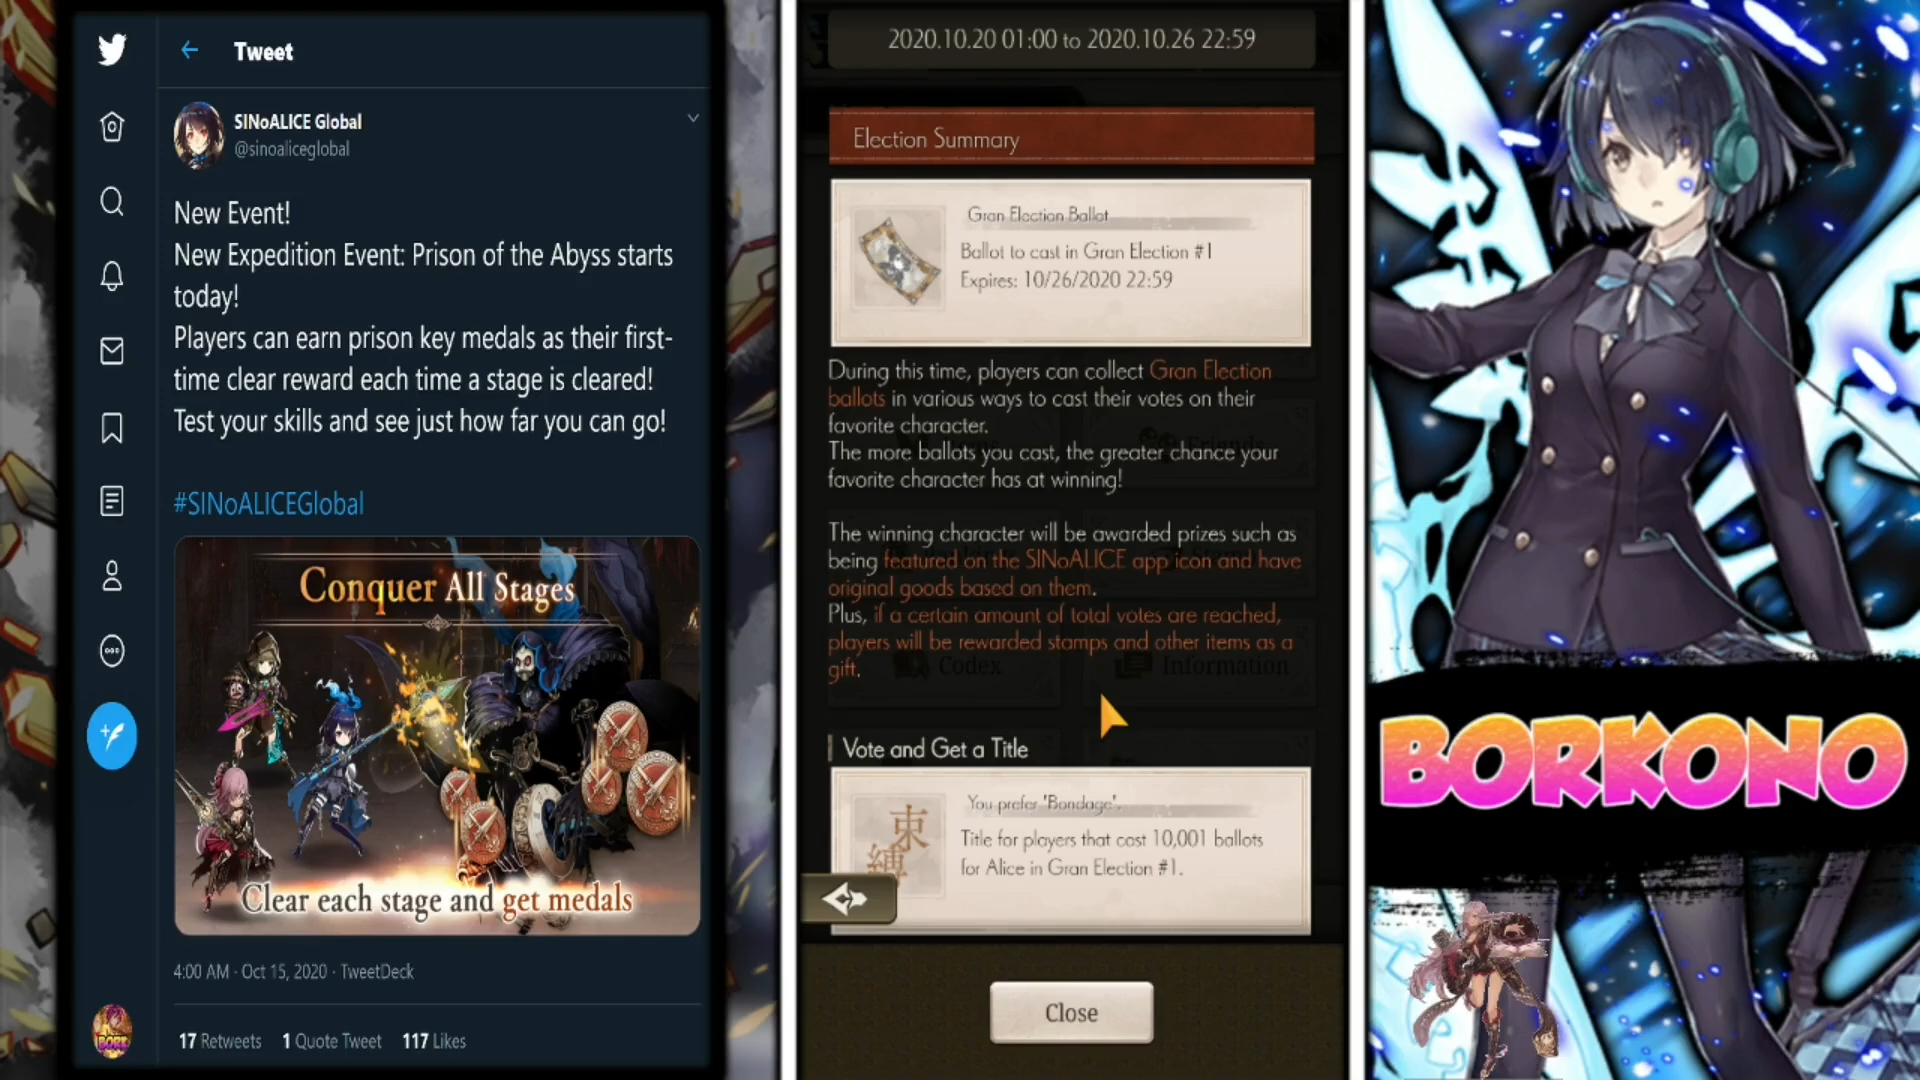 Tweet
SINoALICE Global
@sinoaliceglobal
New Event!
New Expedition Event: Prison of the Abyss starts
today!
Players can earn prison key medals as their first-
time clear reward each time a stage is cleared!
Test your skills and see just how far you can go!
#SINoALICEGlobal
Conquer All Stages
Clear each stage and get medals
4:00 AM · Oct 15, 2020 · TweetDeck
17 Retweets 1 Quote Tweet 117 Likes
BORK
2020.10.20 01:00 to 2020.10.26 22:59
Election Summary
Gran Election Ballot
Ballot to cast in Gran Election #1
Expires: 10/26/2020 22:59
During this time, players can collect Gran Election
ballots in various ways to cast their votes on their
favorite character.
Friends
The more ballots you cast, the greater chance your
favorite character has at winning!
The winning character will be awarded prizes such as
being featured on the SINoALICE app icon and have
original goods based on them.
Plus, if a certain amount of total votes are reached,
players will be rewarded stamps and other items as a
gift.
Codex
Information
Vote and Get a Title
束縛
You prefer 'Bondage'.
Title for players that cast 10,001 ballots
for Alice in Gran Election #1.
Close
BORKONO